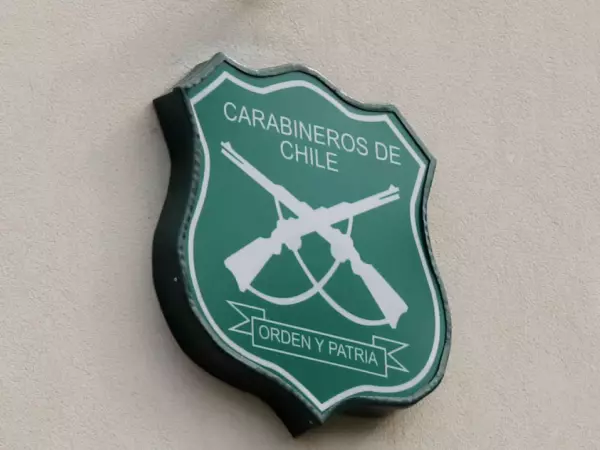 CARABINEROS DE
CHILE
ORDEN Y PATRIA